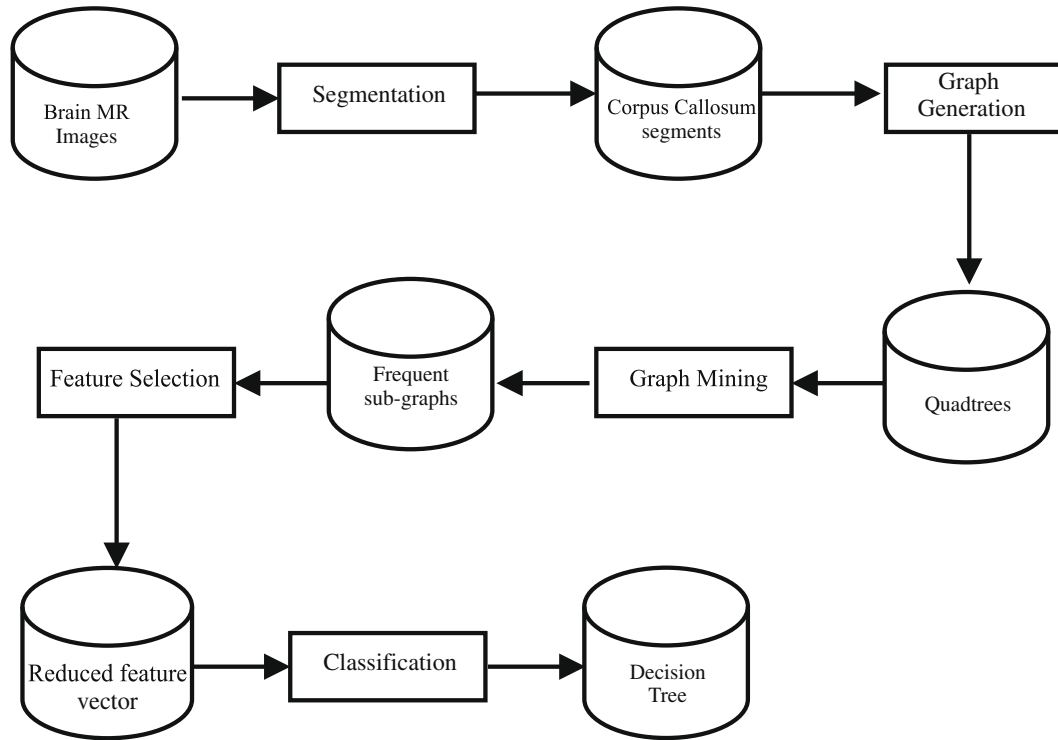 Brain MR
Images
Segmentation
Corpus Callosum
segments
Graph
Generation
Feature Selection
Frequent
sub-graphs
Graph Mining
Quadtrees
Reduced feature
vector
Classification
Decision
Tree